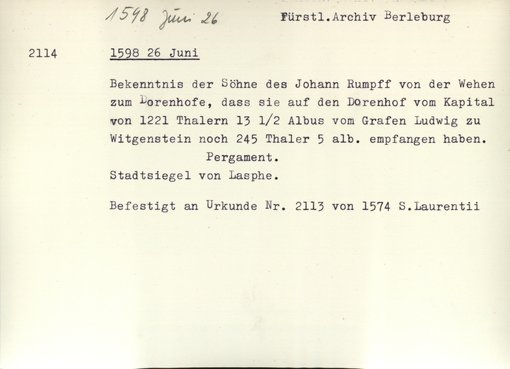 1598 Juni 26
Fürstl.Archiv Berleburg
2114 1598 26 Juni
Bekenntnis der Söhne des Johann Rumpff von der Wehen
zum Dorenhofe, dass sie auf den Dorenhof vom Kapital
von 1221 Thalern 13 1/2 Albus vom Grafen Ludwig zu
Witgenstein noch 245 Thaler 5 alb. empfangen haben.
Pergament.
Stadtsiegel von Lasphe.
Befestigt an Urkunde Nr. 2113 von 1574 S.Laurentii